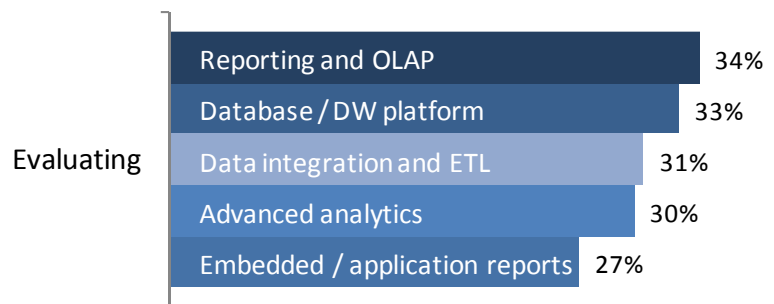 Reporting and OLAP 34%
Database / DW platform 33%
Evaluating Data integration and ETL 31%
Advanced analytics 30%
Embedded / application reports 27%